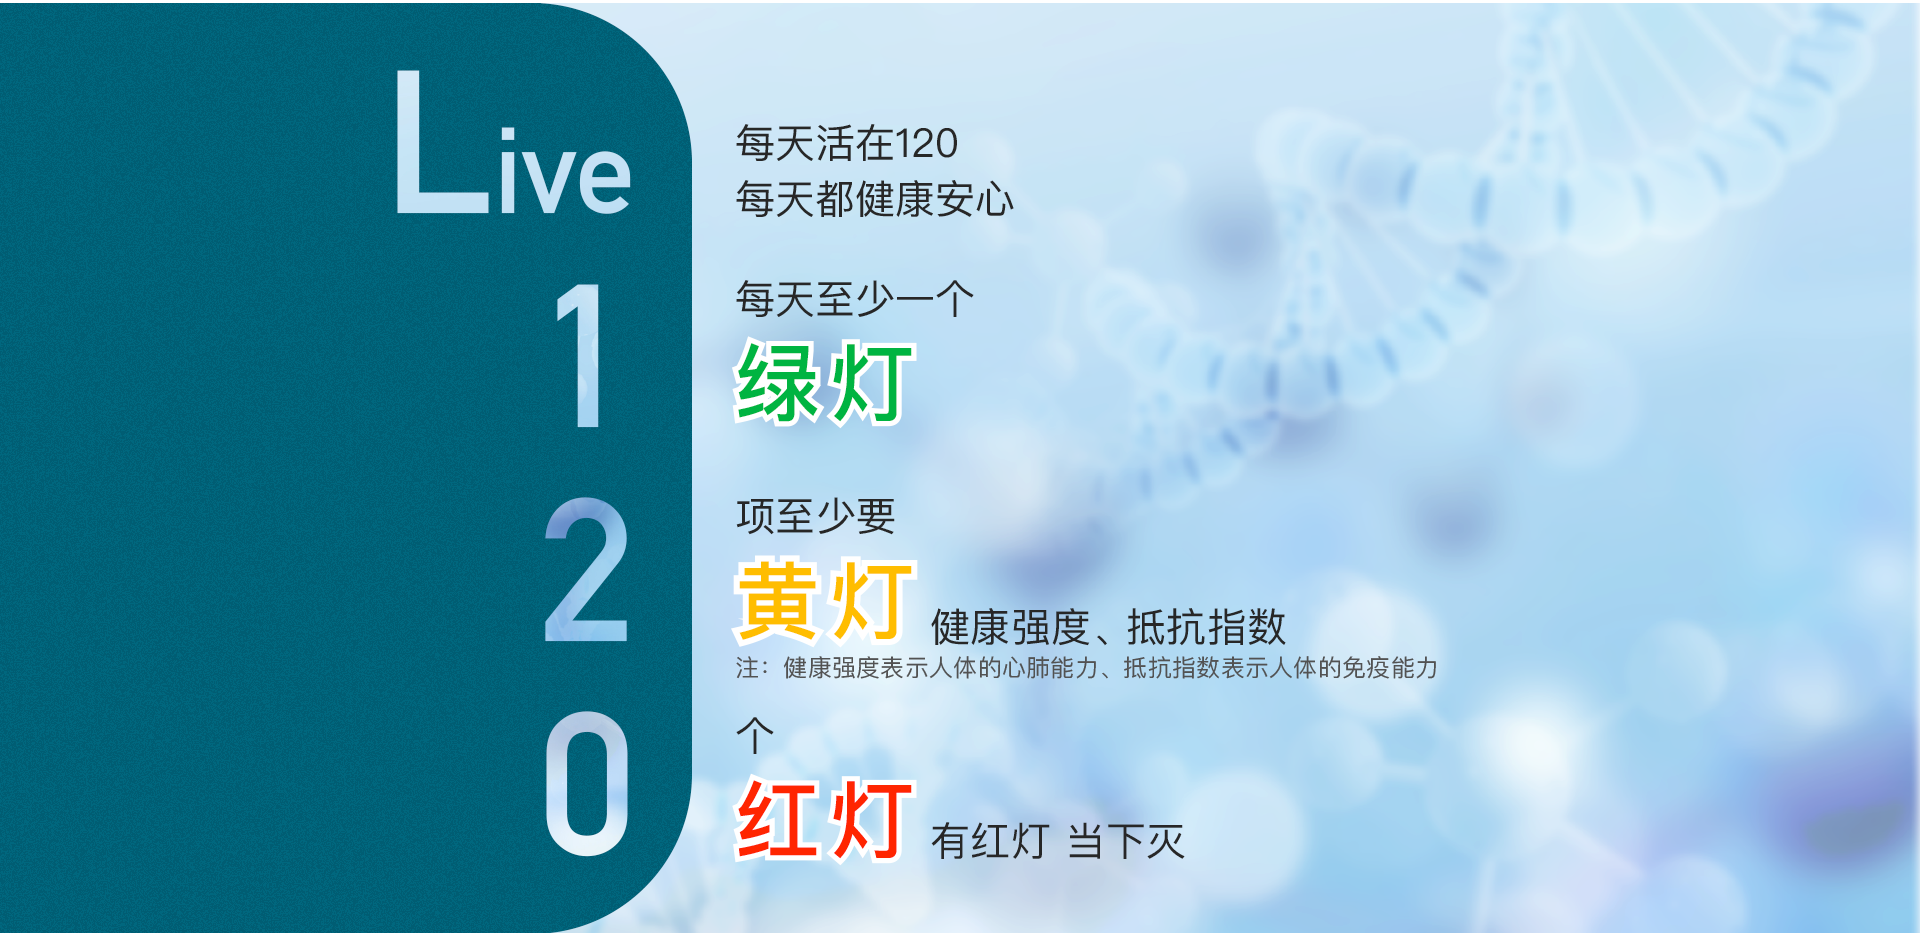 Live
每天活在120
每天都健康安心
1
每天至少一个
绿灯
2
项至少要
黄灯 健康强度、抵抗指数
注：健康强度表示人体的心肺能力、抵抗指数表示人体的免疫能力
0
个
红灯 有红灯 当下灭